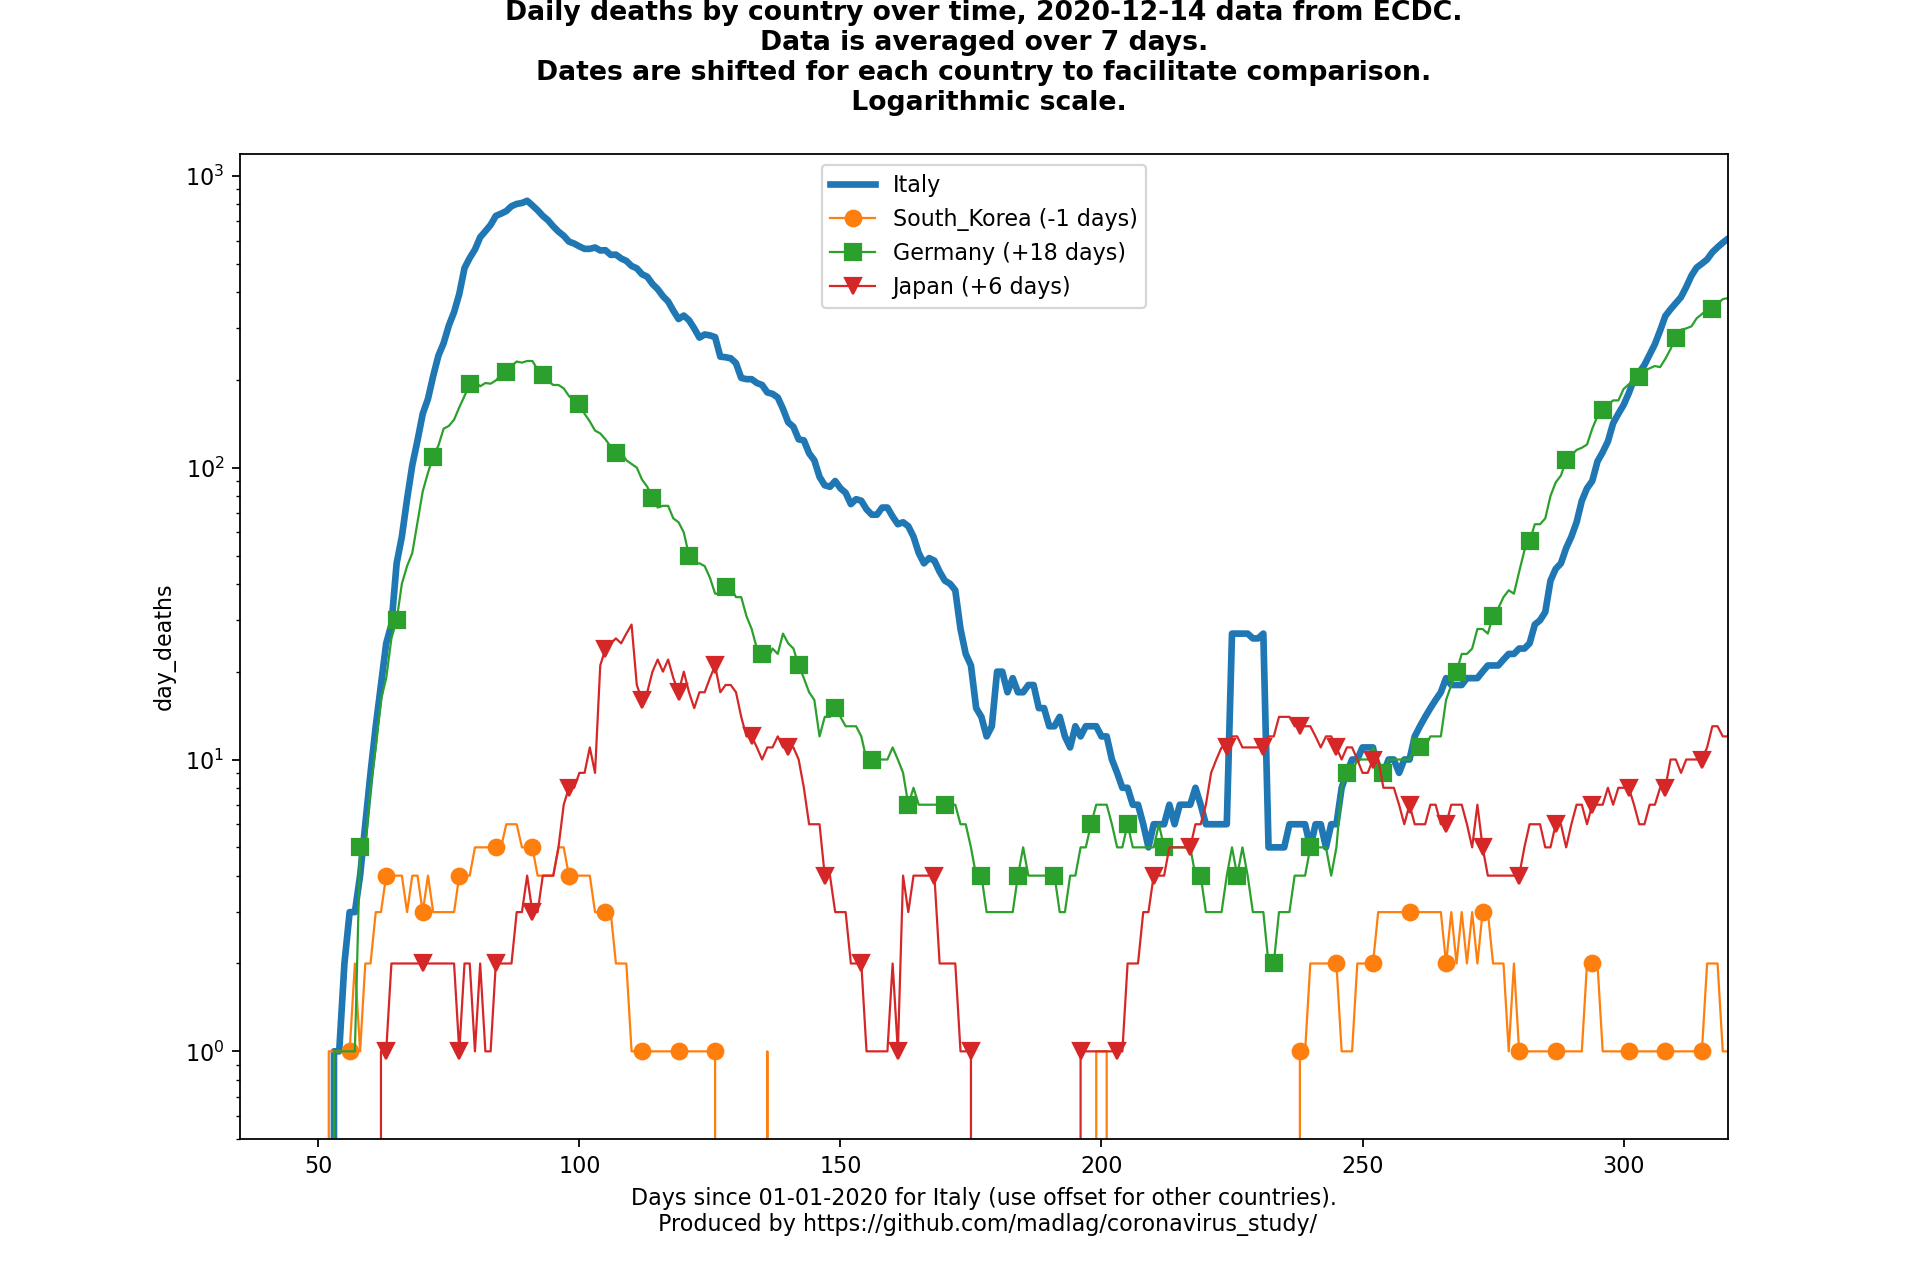 Daily deaths by country over time, 2020-12-14 data from ECDC.
Data is averaged over 7 days.
Dates are shifted for each country to facilitate comparison.
Logarithmic scale.
Italy
South_Korea (-1 days)
Germany (+18 days)
Japan (+6 days)
day_deaths
10³
10²
10¹
10⁰
50 100 150 200 250 300
Days since 01-01-2020 for Italy (use offset for other countries).
Produced by https://github.com/madlag/coronavirus_study/